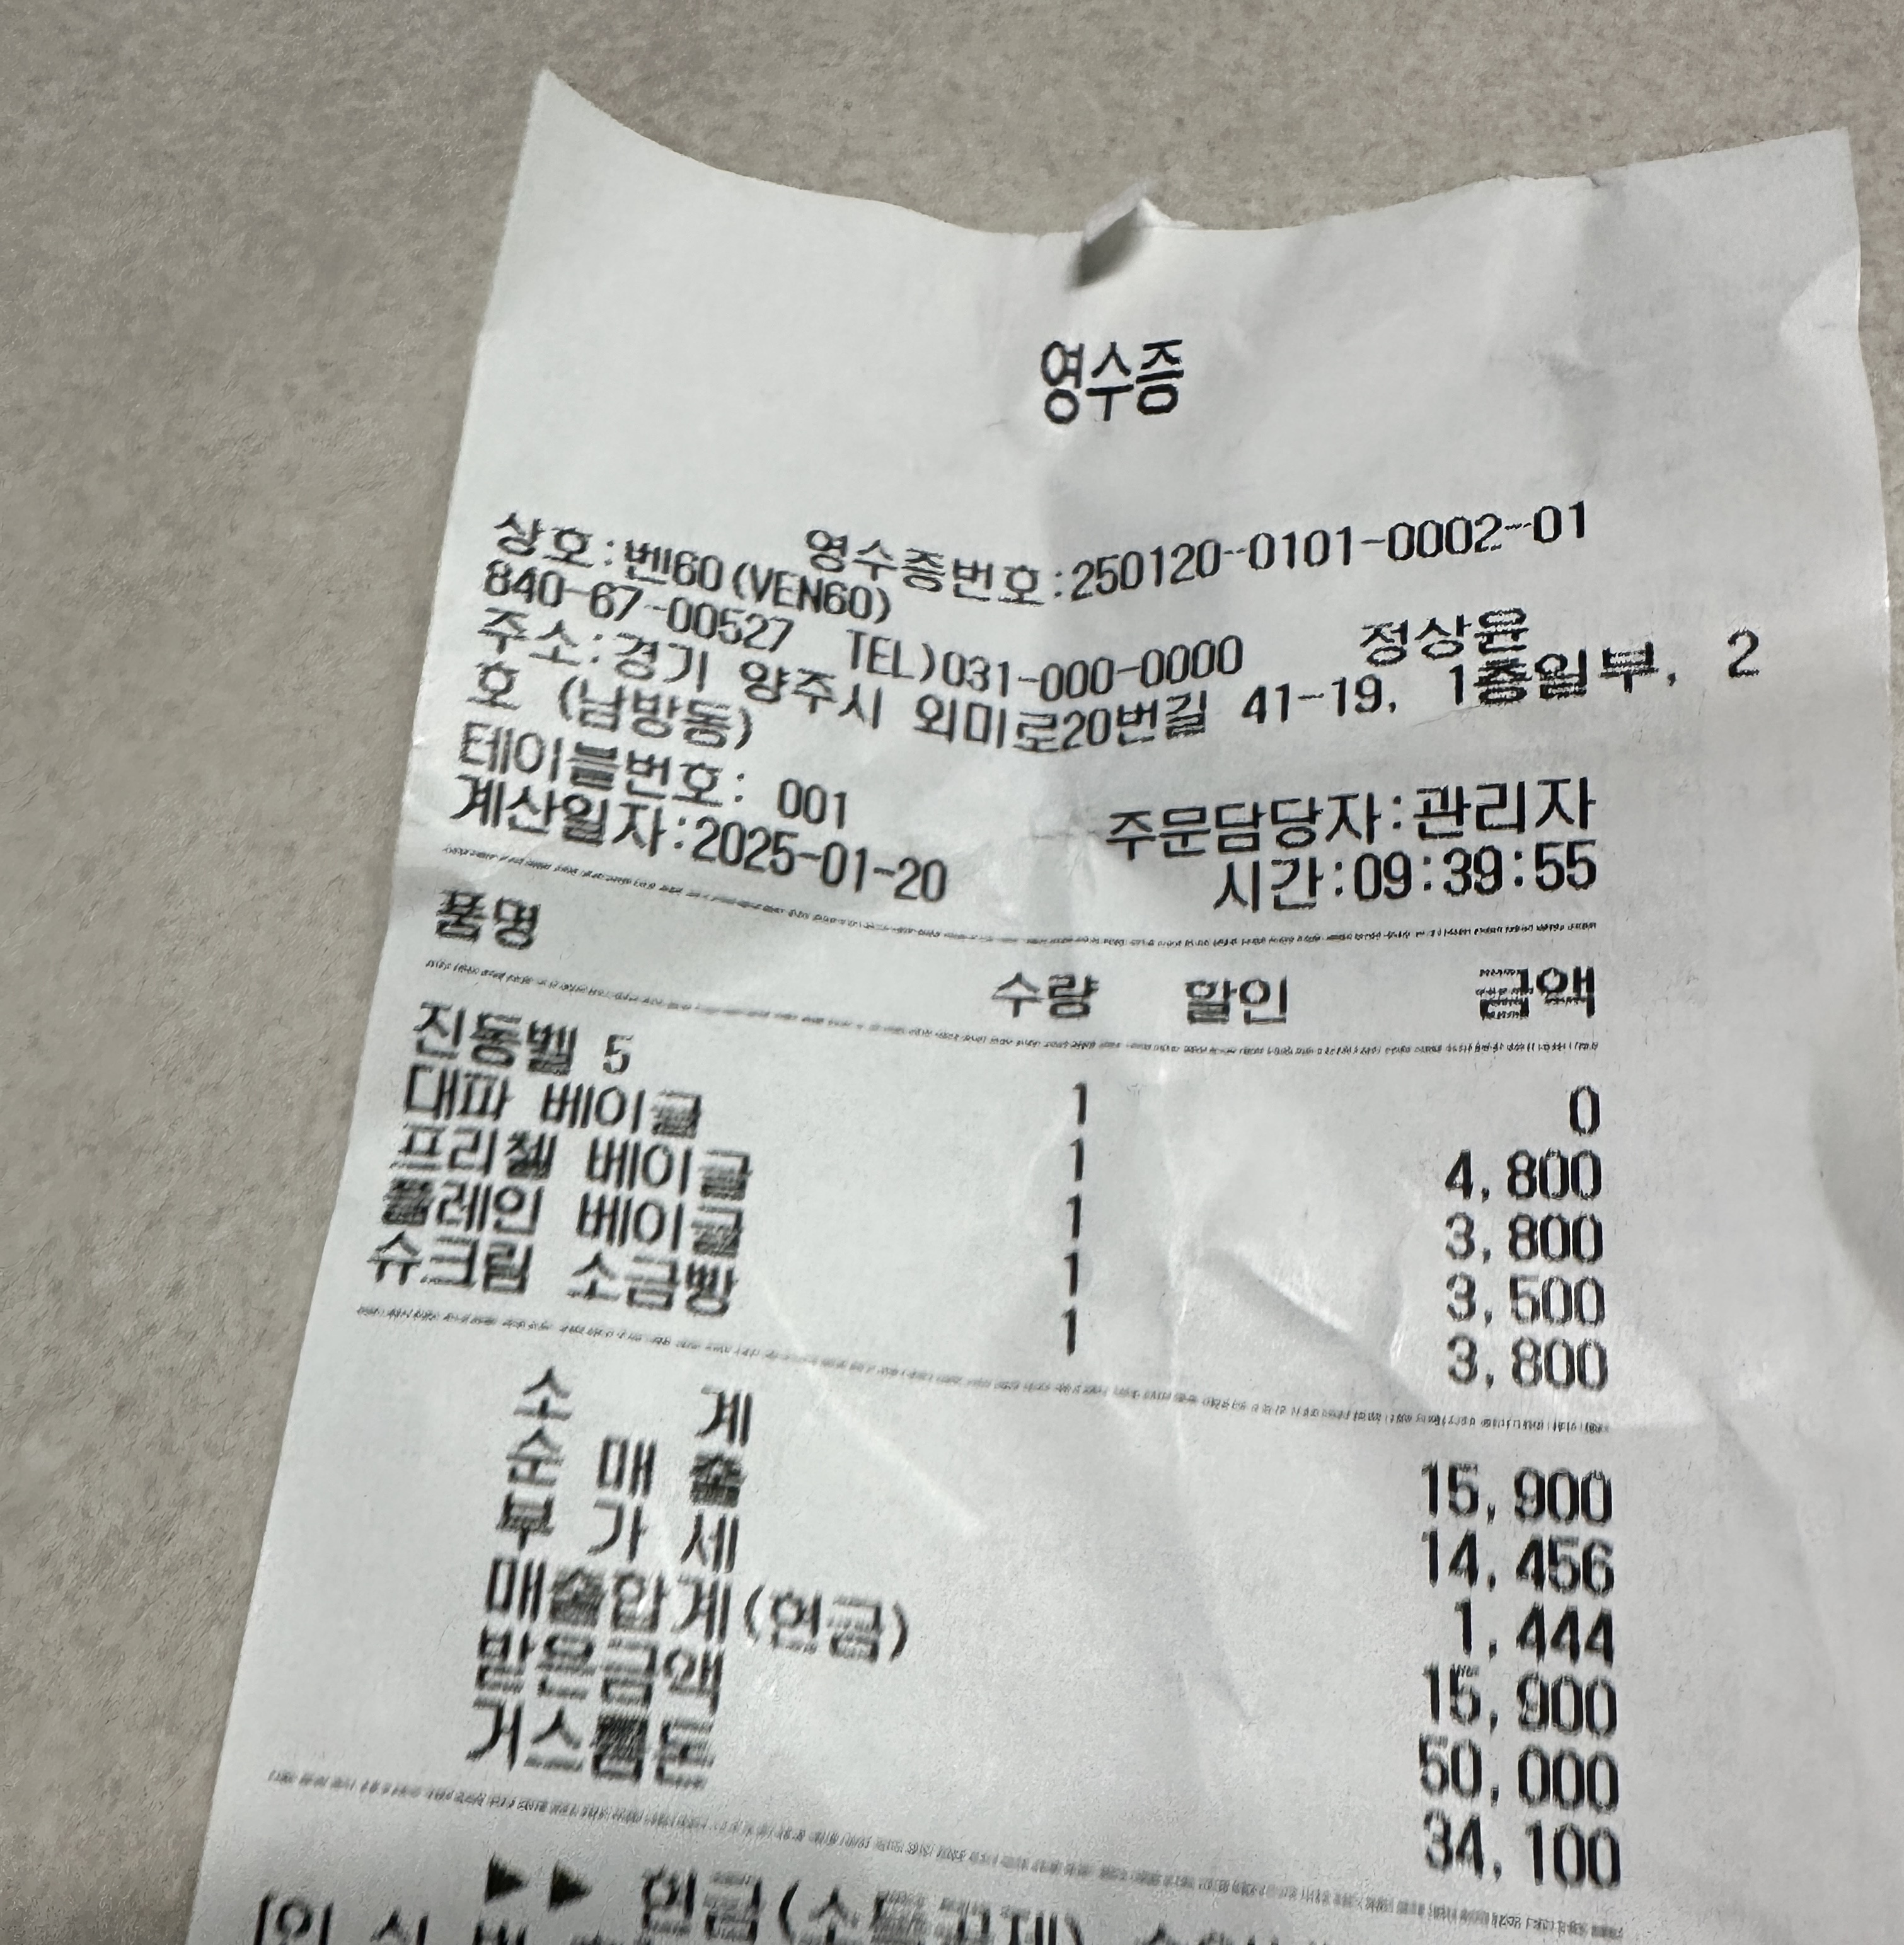 영수증
영수증번호:250120-0101-0002-01
상호:벤60(VEN60)
840-67-00527 TEL)031-000-0000 정상윤
주소:경기 양주시 외미로20번길 41-19, 1층일부, 2
호 (남방동)
테이블번호: 001 주문담당자:관리자
계산일자:2025-01-20 시간:09:39:55
품명 수량 할인 금액
진동벨 5 1 0
대파 베이글 1 4,800
프리첼 베이글 1 3,800
플레인 베이글 1 3,500
슈크림 소금빵 1 3,800
소 계 15,900
순 매 출 14,456
부 가 세 1,444
매출합계(현금) 15,900
받은금액 50,000
거스름돈 34,100
▶▶ 현금(소득공제)